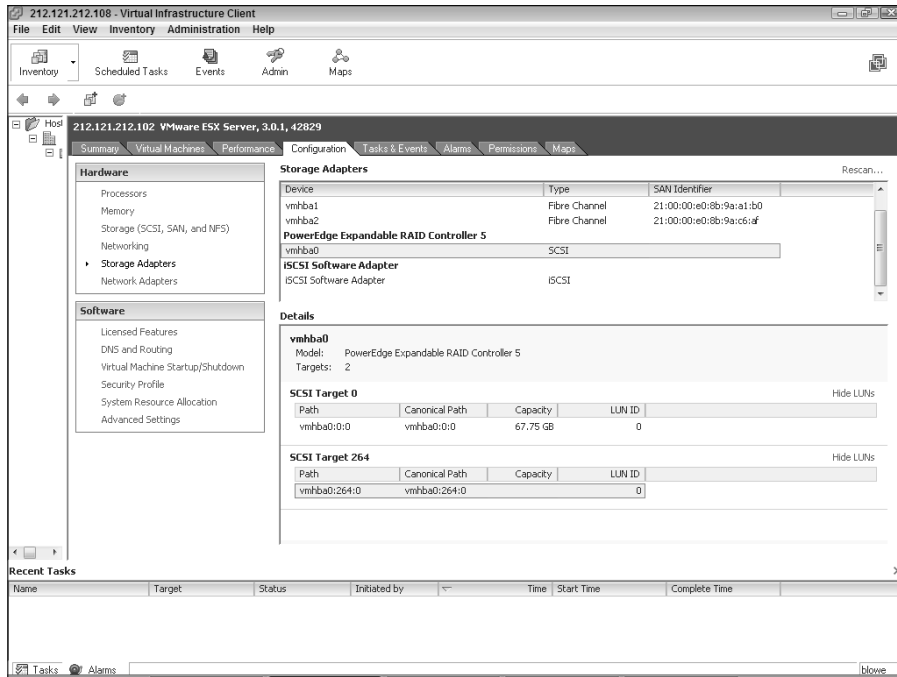 212.121.212.108 - Virtual Infrastructure Client
File Edit View Inventory Administration Help
Inventory Scheduled Tasks Events Admin Maps
Host
212.121.212.102 VMware ESX Server, 3.0.1, 42829
Summary Virtual Machines Performance Configuration Tasks & Events Alarms Permissions Maps
Hardware
Processors
Memory
Storage (SCSI, SAN, and NFS)
Networking
Storage Adapters
Network Adapters
Software
Licensed Features
DNS and Routing
Virtual Machine Startup/Shutdown
Security Profile
System Resource Allocation
Advanced Settings
Storage Adapters Rescan...
Device Type SAN Identifier
vmhba1 Fibre Channel 21:00:00:e0:8b:9a:a1:b0
vmhba2 Fibre Channel 21:00:00:e0:8b:9a:c6:af
PowerEdge Expandable RAID Controller 5
vmhba0 SCSI
iSCSI Software Adapter
iSCSI Software Adapter iSCSI
Details
vmhba0
Model: PowerEdge Expandable RAID Controller 5
Targets: 2
SCSI Target 0 Hide LUNs
Path Canonical Path Capacity LUN ID
vmhba0:0:0 vmhba0:0:0 67.75 GB 0
SCSI Target 264 Hide LUNs
Path Canonical Path Capacity LUN ID
vmhba0:264:0 vmhba0:264:0 0
Recent Tasks
Name Target Status Initiated by Time Start Time Complete Time
Tasks Alarms blowe